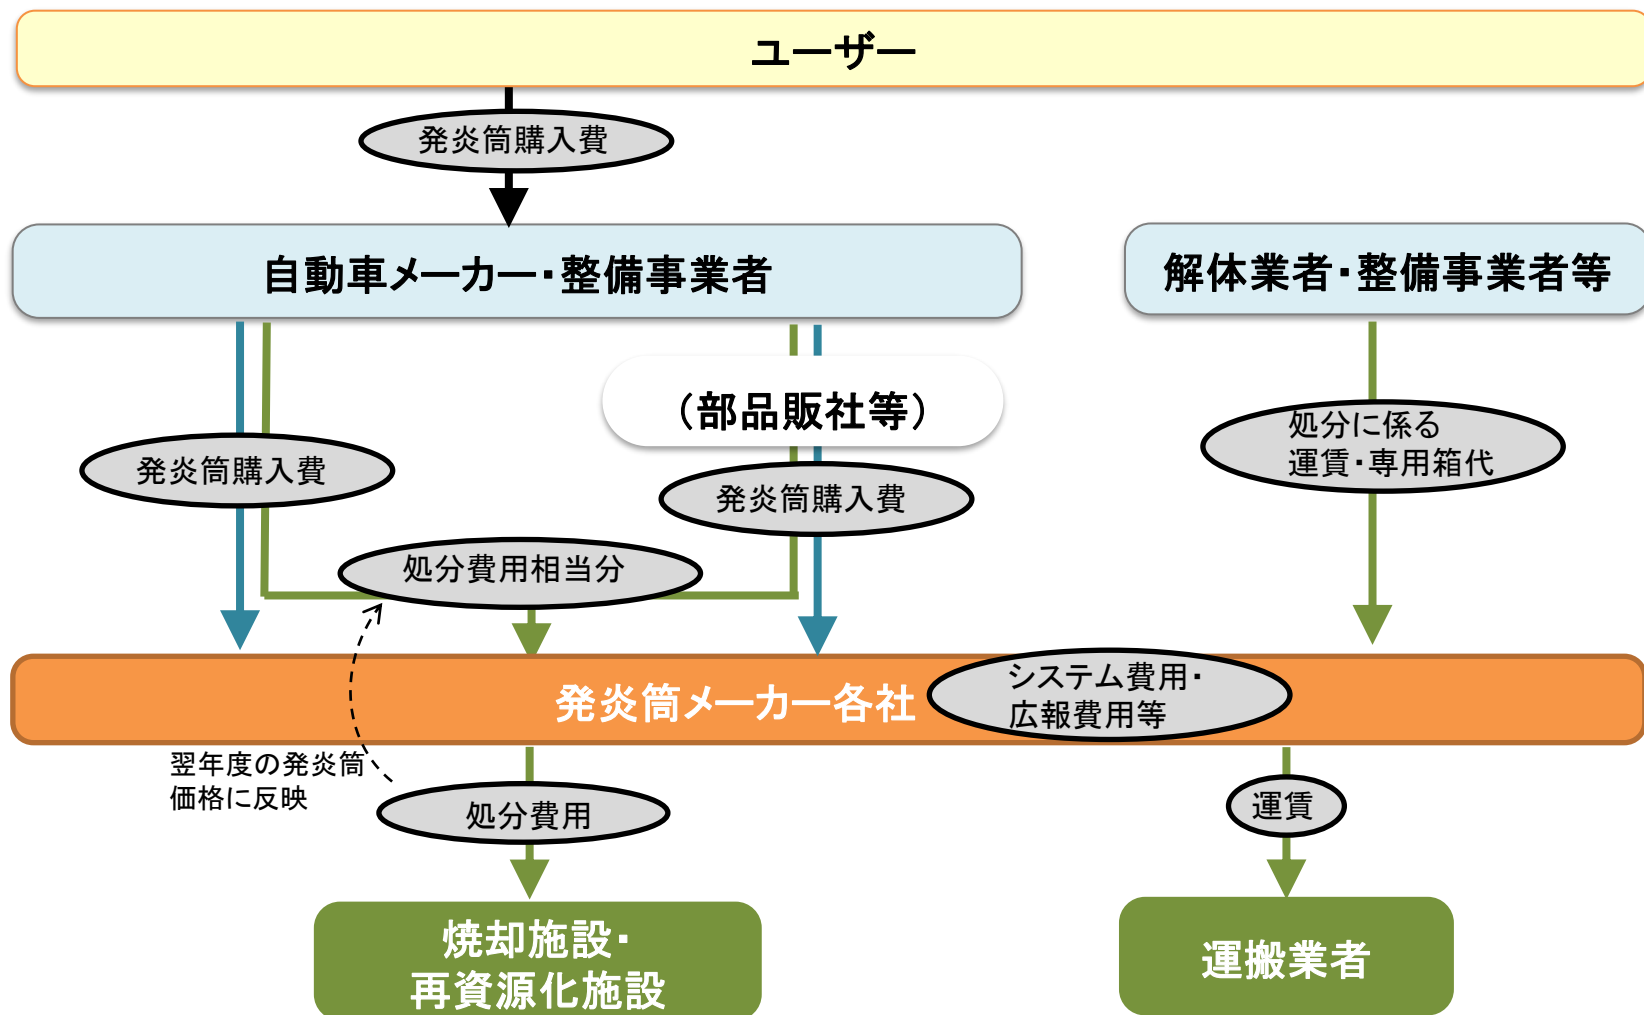 ユーザー
発炎筒購入費
自動車メーカー・整備事業者
解体業者・整備事業者等
（部品販社等）
発炎筒購入費
発炎筒購入費
処分に係る
運賃・専用箱代
処分費用相当分
発炎筒メーカー各社
システム費用・
広報費用等
翌年度の発炎筒
価格に反映
処分費用
運賃
焼却施設・
再資源化施設
運搬業者